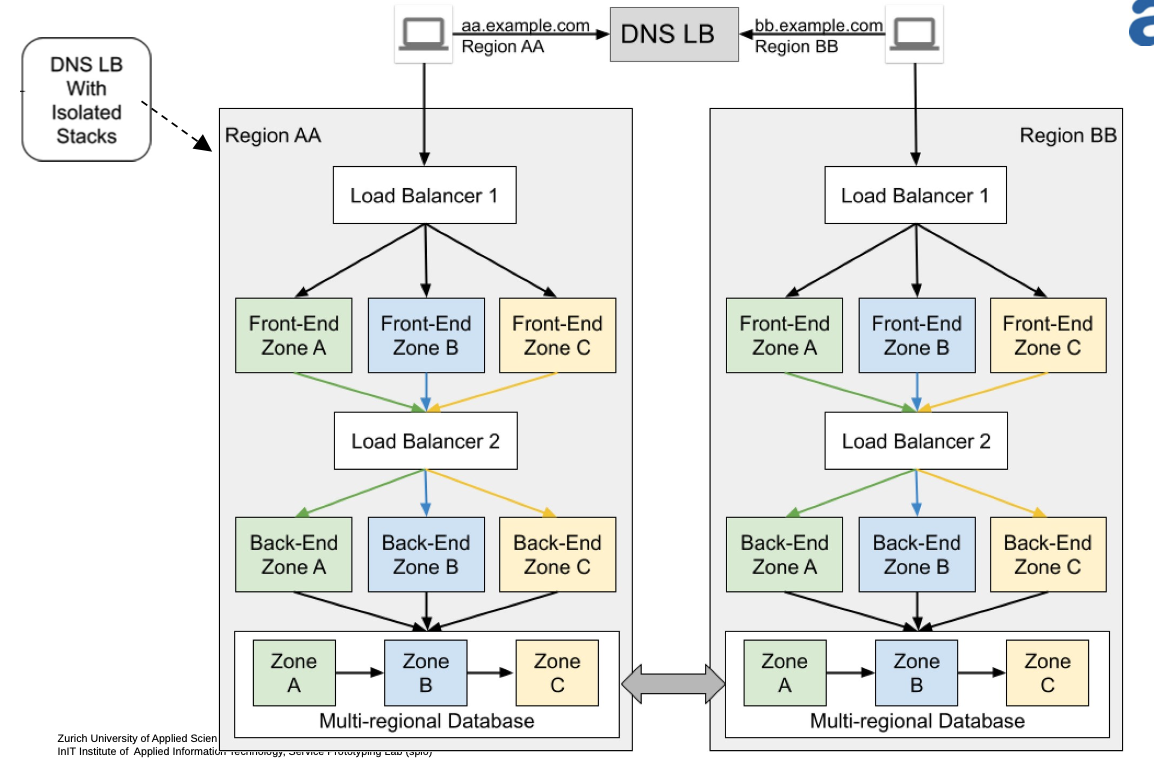 DNS LB
With
Isolated
Stacks
aa.example.com
Region AA
DNS LB
bb.example.com
Region BB
a
Region AA
Load Balancer 1
Front-End
Zone A
Front-End
Zone B
Front-End
Zone C
Load Balancer 2
Back-End
Zone A
Back-End
Zone B
Back-End
Zone C
Zone
A
Zone
B
Zone
C
Multi-regional Database
Region BB
Load Balancer 1
Front-End
Zone A
Front-End
Zone B
Front-End
Zone C
Load Balancer 2
Back-End
Zone A
Back-End
Zone B
Back-End
Zone C
Zone
A
Zone
B
Zone
C
Multi-regional Database
Zurich University of Applied Scien
InIT Institute of Applied Information Technology, Service Prototyping Lab (splo)